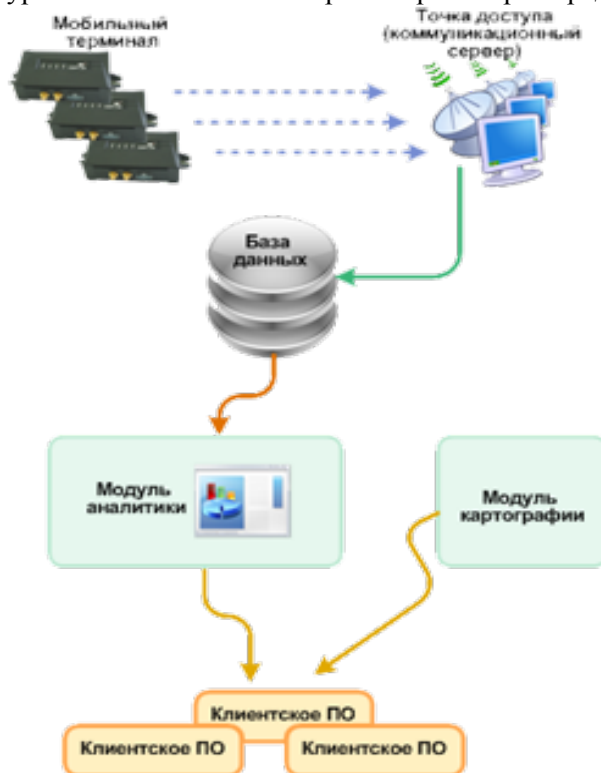 Мобильный
терминал
Точка доступа
(коммуникационный
сервер)
База
данных
Модуль
аналитики
Модуль
картографии
Клиентское ПО
Клиентское ПО
Клиентское ПО